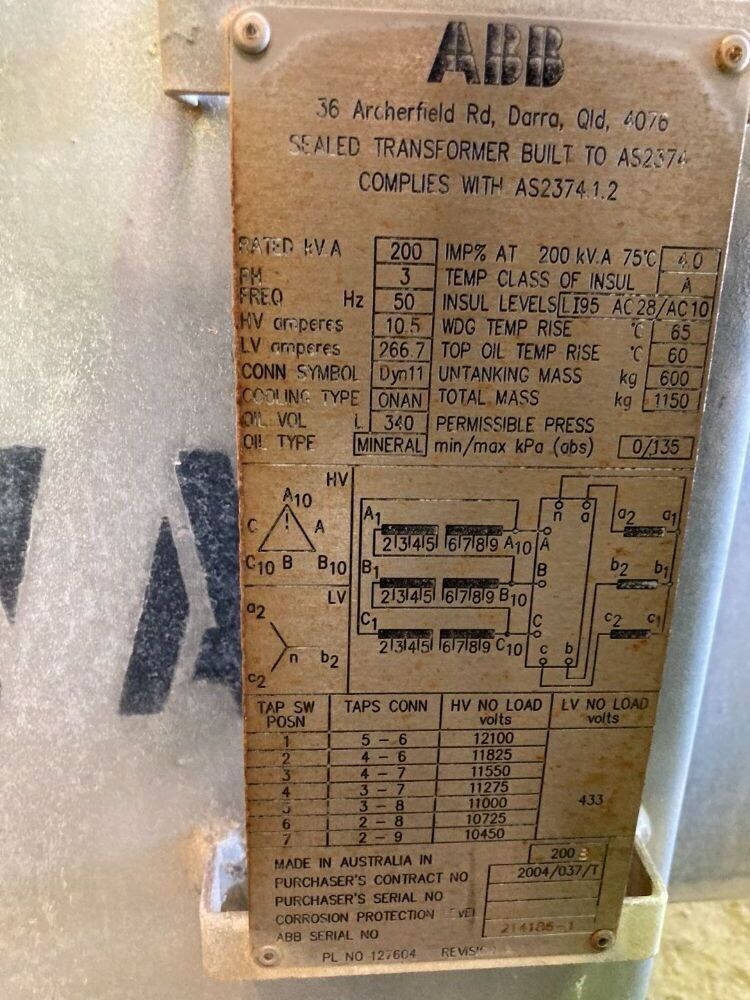 ABB
36 Archerfield Rd, Darra, Qld, 4076
SEALED TRANSFORMER BUILT TO AS2374
COMPLIES WITH AS2374.1.2
RATED kV.A 200 IMP% AT 200 kV.A 75°C 4.0
PH 3 TEMP CLASS OF INSUL A
FREQ Hz 50 INSUL LEVELS LI95 AC28/AC10
HV amperes 10.5 WDG TEMP RISE °C 65
LV amperes 266.7 TOP OIL TEMP RISE °C 60
CONN SYMBOL Dyn11 UNTANKING MASS kg 600
COOLING TYPE ONAN TOTAL MASS kg 1150
OIL VOL L 340 PERMISSIBLE PRESS
OIL TYPE MINERAL min/max kPa (abs) 0/135
HV
A10
C A
C10 B B10
LV
a2
n b2
c2
A1
2 3 4 5 6 7 8 9 A10 A
B1
2 3 4 5 6 7 8 9 B10 B
C1
2 3 4 5 6 7 8 9 C10 C
n a
c b
a2 a1
b2 b1
c2 c1
TAP SW POSN TAPS CONN HV NO LOAD volts LV NO LOAD volts
1 5 - 6 12100
2 4 - 6 11825
3 4 - 7 11550
4 3 - 7 11275
5 3 - 8 11000 433
6 2 - 8 10725
7 2 - 9 10450
MADE IN AUSTRALIA IN 200
PURCHASER'S CONTRACT NO 2004/037/T
PURCHASER'S SERIAL NO
CORROSION PROTECTION LEVEL
ABB SERIAL NO 214186-1
PL NO 127604